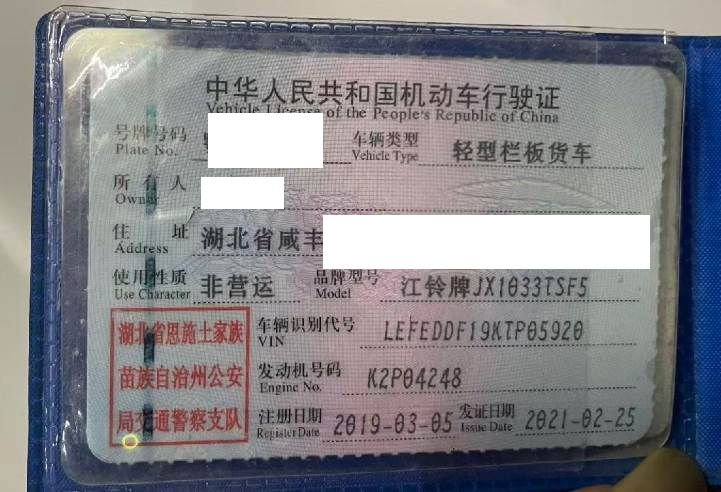 中华人民共和国机动车行驶证
Vehicle License of the People's Republic of China
号牌号码 车辆类型 轻型栏板货车
Plate No. Vehicle Type
所有人
Owner
住址 湖北省咸丰
Address
使用性质 非营运 品牌型号 江铃牌JX1033TSF5
Use Character Model
湖北省恩施土家族
苗族自治州公安
局交通警察支队
车辆识别代号 LEFEDDF19KTP05920
VIN
发动机号码 K2P04248
Engine No.
注册日期 2019-03-05 发证日期 2021-02-25
Register Date Issue Date